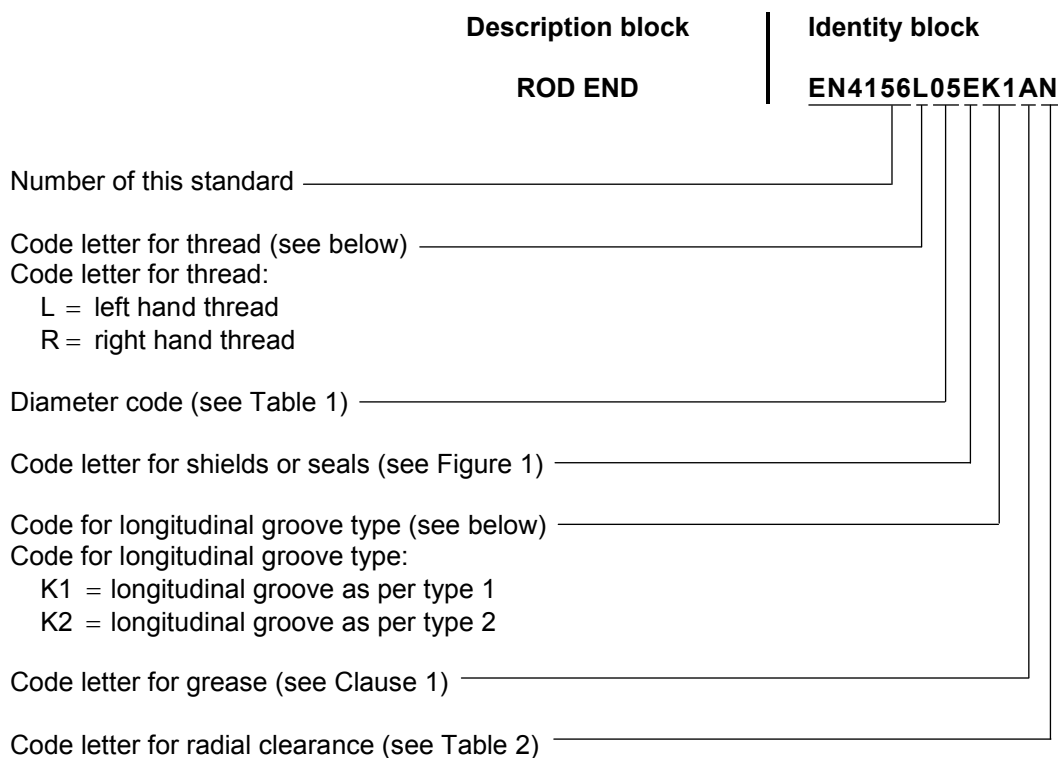 Description block Identity block
ROD END EN4156L05EK1AN
Number of this standard
Code letter for thread (see below)
Code letter for thread:
L = left hand thread
R = right hand thread
Diameter code (see Table 1)
Code letter for shields or seals (see Figure 1)
Code for longitudinal groove type (see below)
Code for longitudinal groove type:
K1 = longitudinal groove as per type 1
K2 = longitudinal groove as per type 2
Code letter for grease (see Clause 1)
Code letter for radial clearance (see Table 2)